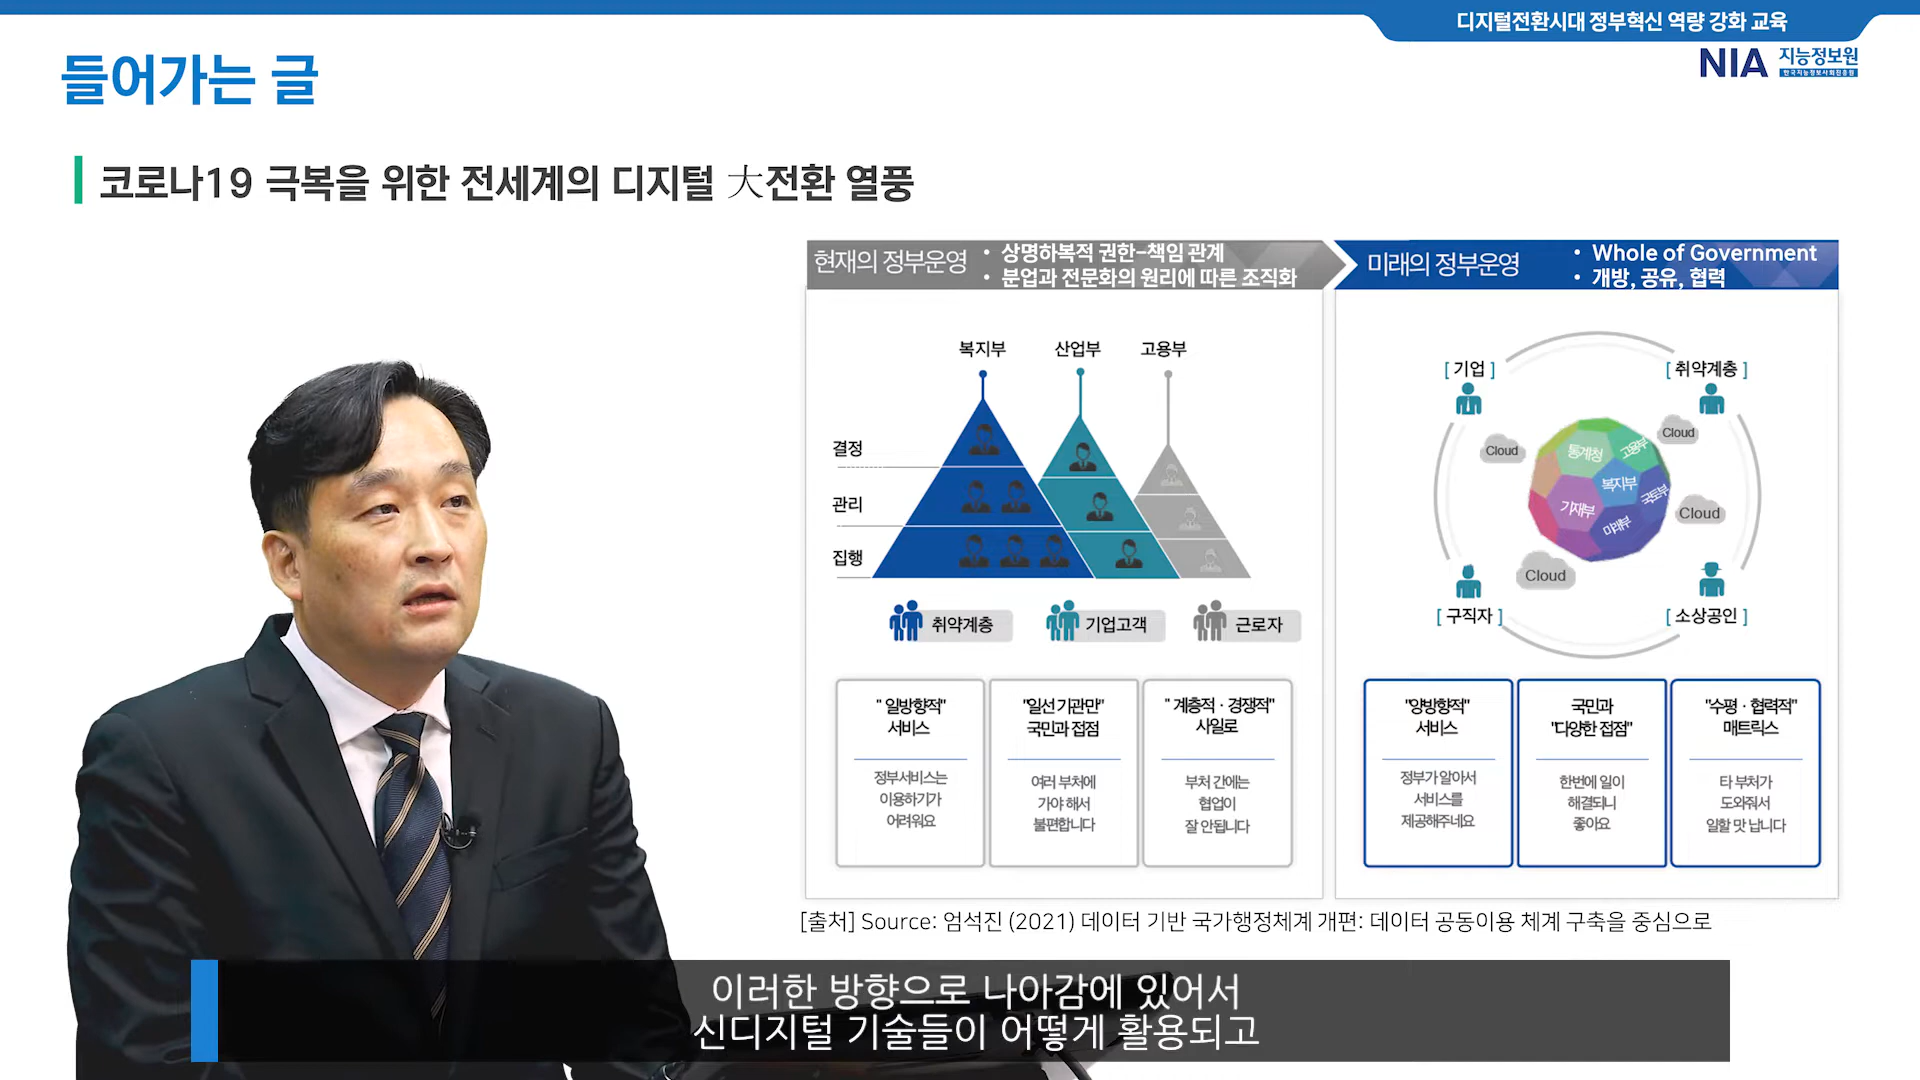 디지털전환시대 정부혁신 역량 강화 교육
NIA 지능정보원
한국지능정보사회진흥원
들어가는 글
코로나19 극복을 위한 전세계의 디지털 大전환 열풍
현재의 정부운영
• 상명하복적 권한-책임 관계
• 분업과 전문화의 원리에 따른 조직화
미래의 정부운영
• Whole of Government
• 개방, 공유, 협력
복지부 산업부 고용부
결정
관리
집행
취약계층 기업고객 근로자
[ 기업 ] [ 취약계층 ]
Cloud Cloud
통계청 고용부
복지부 국토부
기재부 미래부
Cloud
Cloud
[ 구직자 ] [ 소상공인 ]
" 일방향적"
서비스
정부서비스는
이용하기가
어려워요
"일선 기관만"
국민과 접점
여러 부처에
가야 해서
불편합니다
" 계층적 · 경쟁적"
사일로
부처 간에는
협업이
잘 안됩니다
"양방향적"
서비스
정부가 알아서
서비스를
제공해주네요
국민과
"다양한 접점"
한번에 일이
해결되니
좋아요
"수평 · 협력적"
매트릭스
타 부처가
도와줘서
일할 맛 납니다
[출처] Source: 엄석진 (2021) 데이터 기반 국가행정체계 개편: 데이터 공동이용 체계 구축을 중심으로
이러한 방향으로 나아감에 있어서
신디지털 기술들이 어떻게 활용되고